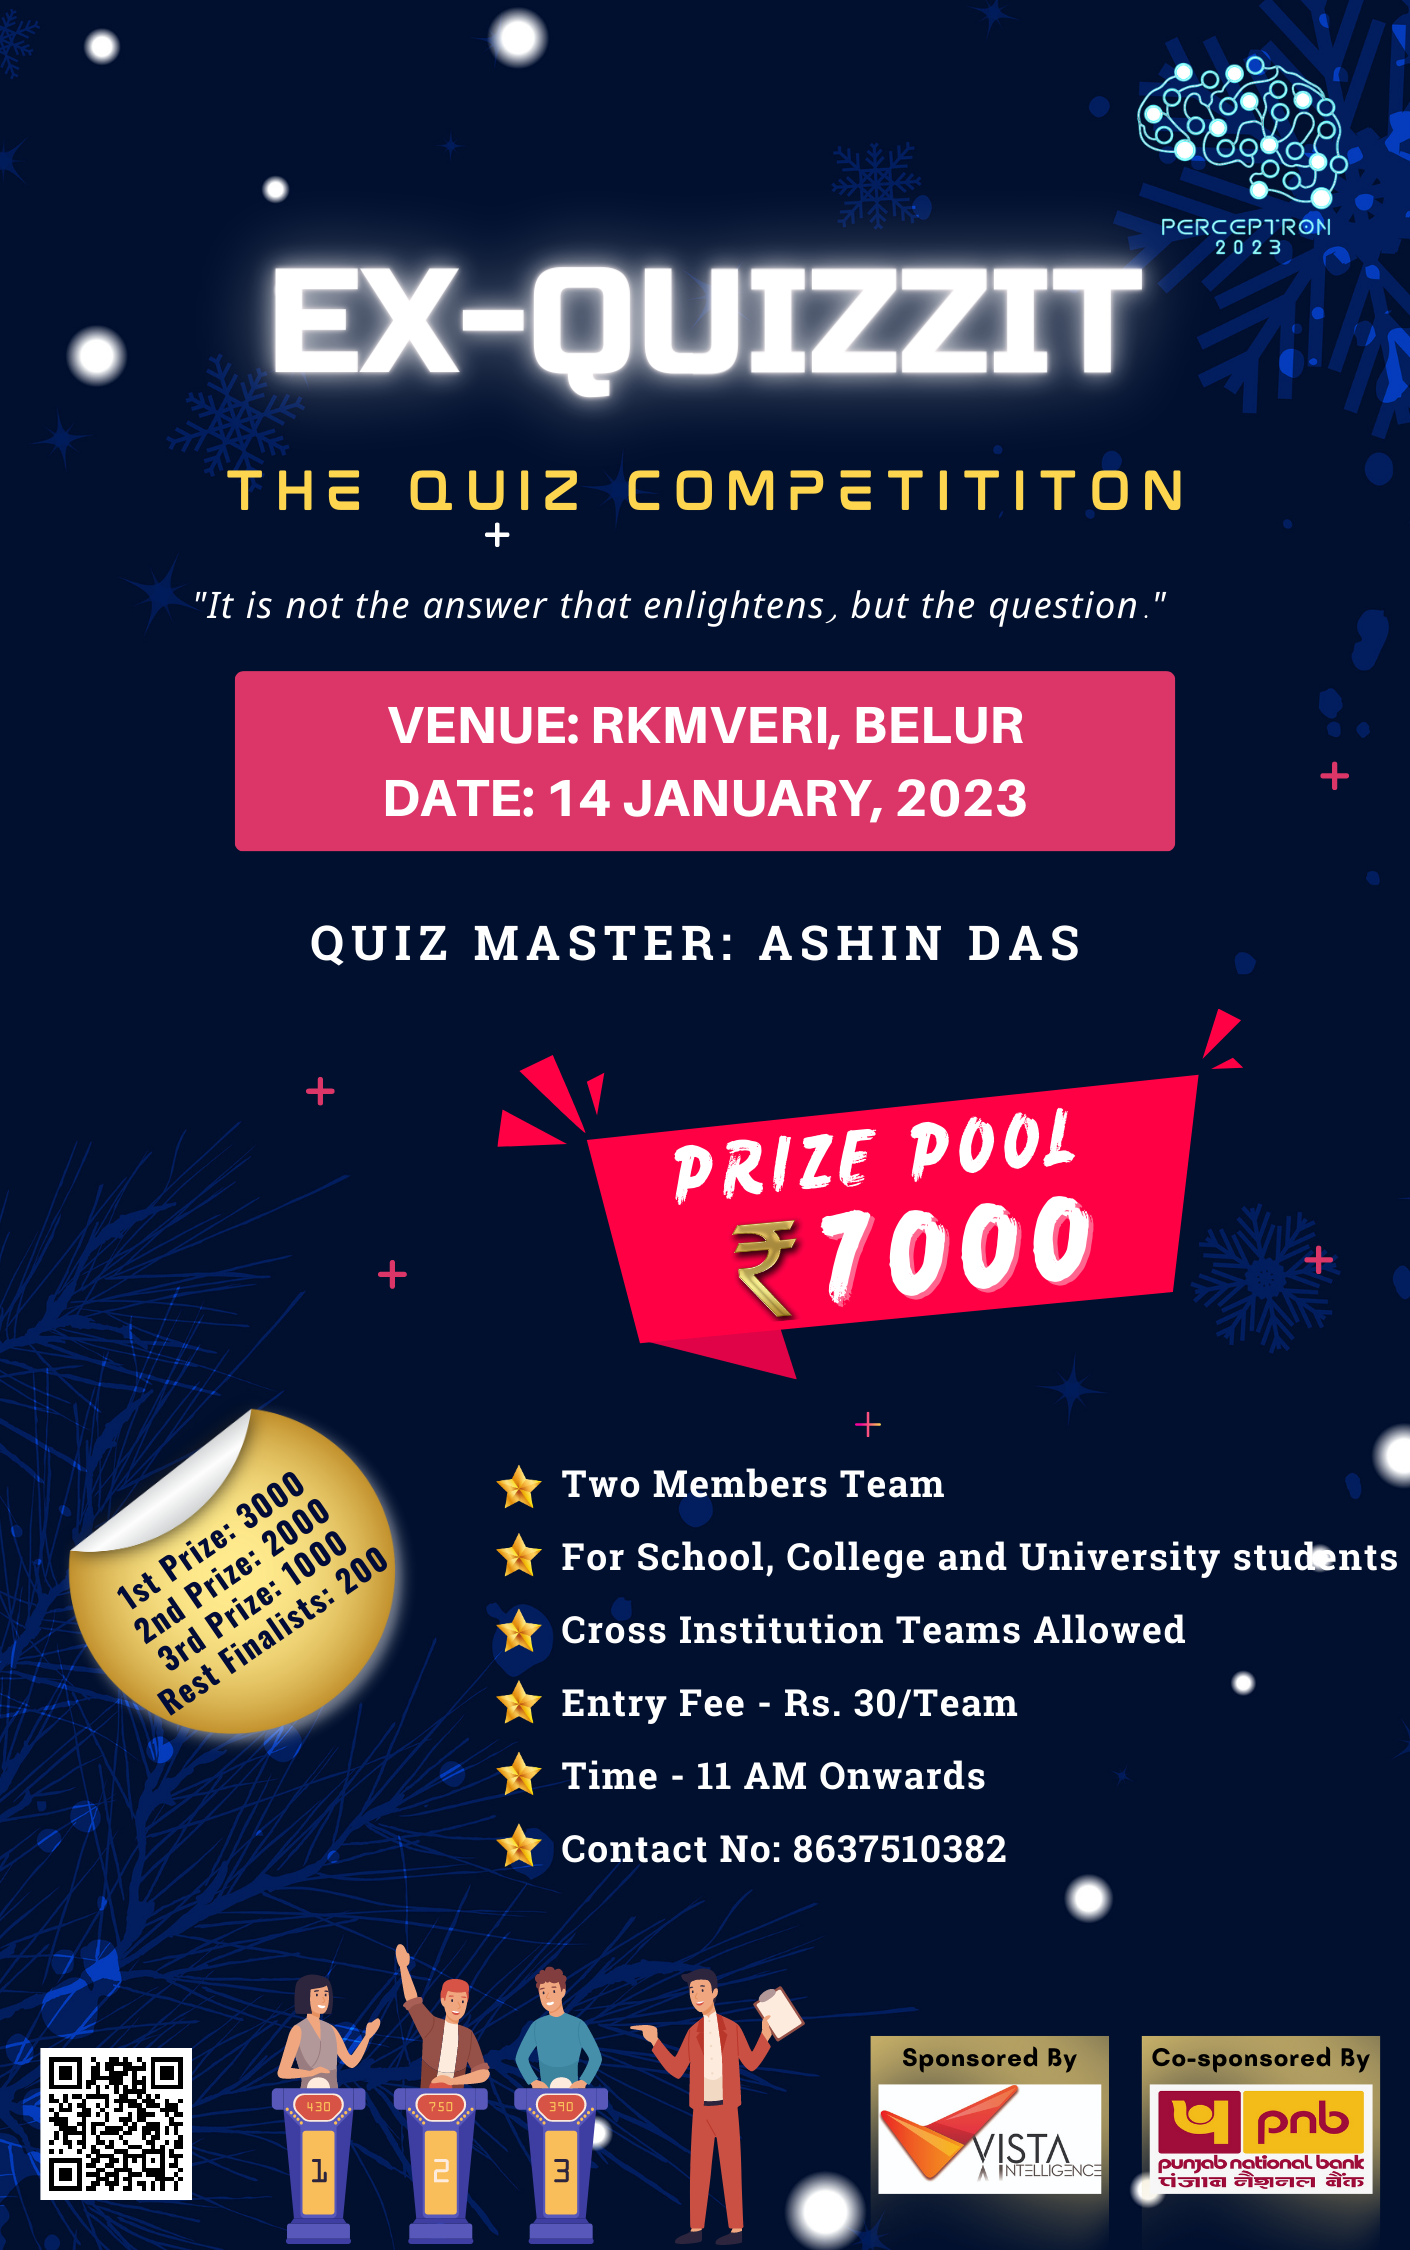 PERCEPTRON
2023
EX-QUIZZIT
THE QUIZ COMPETITITON
"It is not the answer that enlightens, but the question."
VENUE: RKMVERI, BELUR
DATE: 14 JANUARY, 2023
QUIZ MASTER: ASHIN DAS
PRIZE POOL
₹7000
1st Prize: 3000
2nd Prize: 2000
3rd Prize: 1000
Rest Finalists: 200
Two Members Team
For School, College and University students
Cross Institution Teams Allowed
Entry Fee - Rs. 30/Team
Time - 11 AM Onwards
Contact No: 8637510382
430 750 390
1 2 3
Sponsored By
VISTA
AI INTELLIGENCE
Co-sponsored By
pnb
punjab national bank
पंजाब नैशनल बैंक